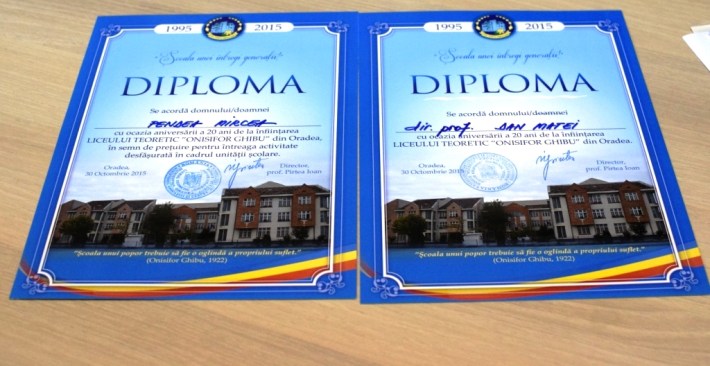 1995 2015
"Școala unei întregi generații"
DIPLOMA
Se acordă domnului/doamnei
PENDEA MIRCEA
cu ocazia aniversării a 20 ani de la înființarea
LICEULUI TEORETIC "ONISIFOR GHIBU" din Oradea,
în semn de prețuire pentru întreaga activitate
desfășurată în cadrul unității școlare.
Oradea,
30 Octombrie 2015
Director,
prof. Pirtea Ioan
"Școala unui popor trebuie să fie o oglindă a propriului suflet."
(Onisifor Ghibu, 1922)
1995 2015
"Școala unei întregi generații"
DIPLOMA
Se acordă domnului/doamnei
dir. prof. DAN MATEI
cu ocazia aniversării a 20 ani de la înființarea
LICEULUI TEORETIC "ONISIFOR GHIBU" din Oradea.
Oradea,
30 Octombrie 2015
Director,
prof. Pirtea Ioan
"Școala unui popor trebuie să fie o oglindă a propriului suflet."
(Onisifor Ghibu, 1922)